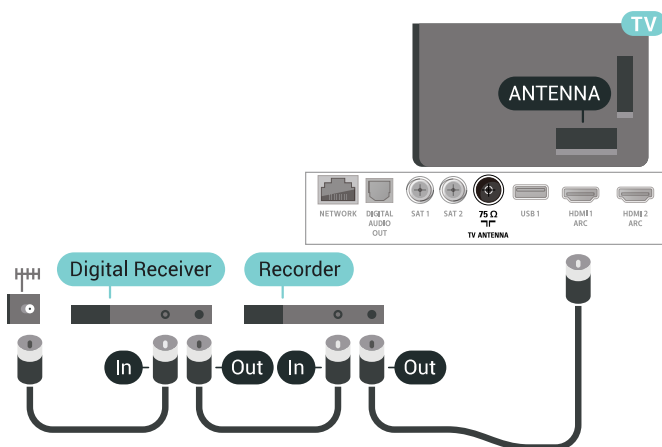 TV
ANTENNA
NETWORK
DIGITAL
AUDIO
OUT
SAT 1
SAT 2
75 Ω
TV ANTENNA
USB 1
HDMI 1
ARC
HDMI 2
ARC
Digital Receiver
Recorder
In
Out
In
Out